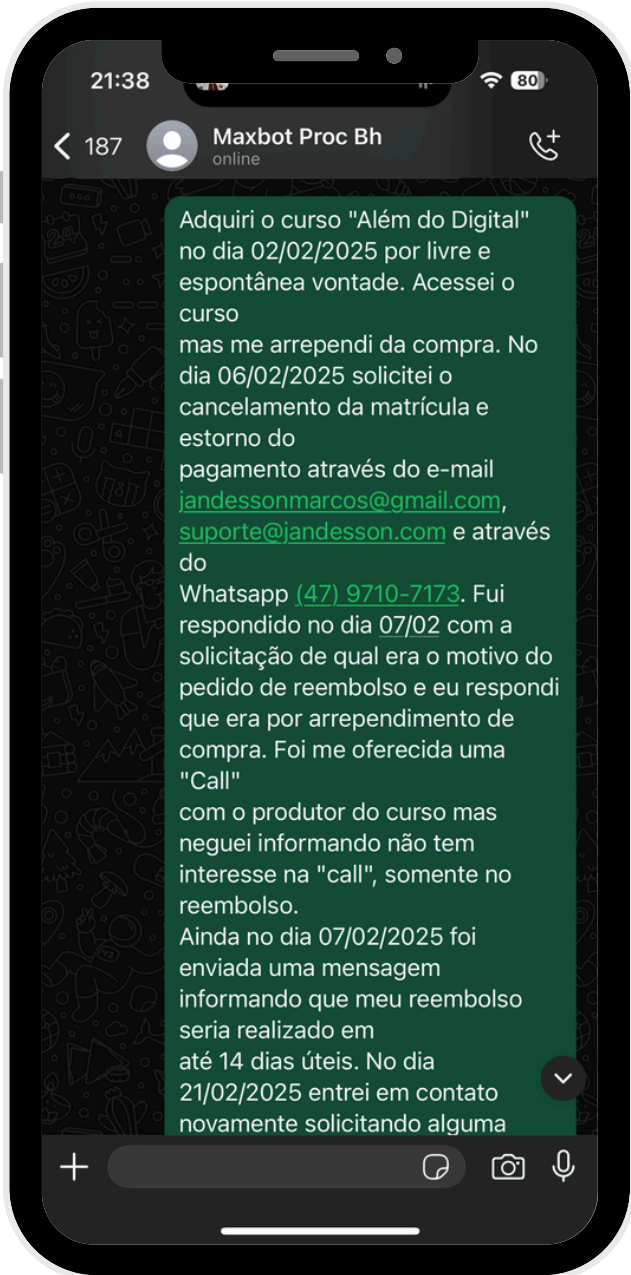 21:38
80
187
Maxbot Proc Bh
online
Adquiri o curso "Além do Digital"
no dia 02/02/2025 por livre e
espontânea vontade. Acessei o
curso
mas me arrependi da compra. No
dia 06/02/2025 solicitei o
cancelamento da matrícula e
estorno do
pagamento através do e-mail
jandessonmarcos@gmail.com,
suporte@jandesson.com e através
do
Whatsapp (47) 9710-7173. Fui
respondido no dia 07/02 com a
solicitação de qual era o motivo do
pedido de reembolso e eu respondi
que era por arrependimento de
compra. Foi me oferecida uma
"Call"
com o produtor do curso mas
neguei informando não tem
interesse na "call", somente no
reembolso.
Ainda no dia 07/02/2025 foi
enviada uma mensagem
informando que meu reembolso
seria realizado em
até 14 dias úteis. No dia
21/02/2025 entrei em contato
novamente solicitando alguma